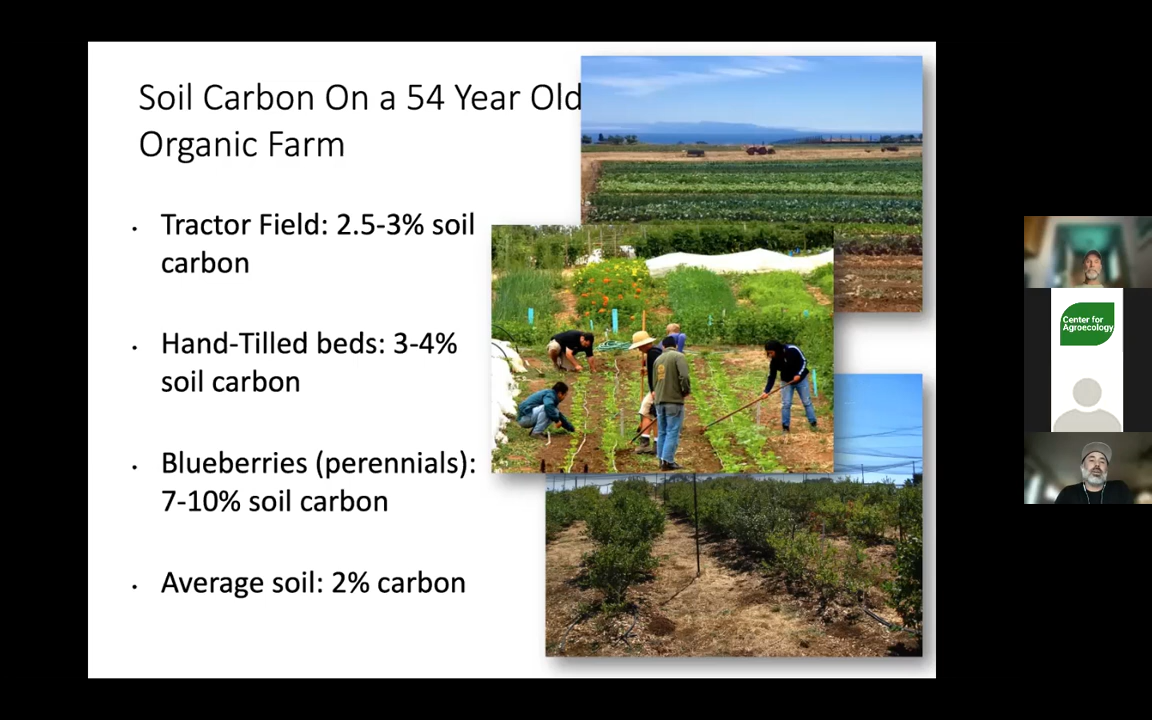 Soil Carbon On a 54 Year Old
Organic Farm
• Tractor Field: 2.5-3% soil
carbon
• Hand-Tilled beds: 3-4%
soil carbon
• Blueberries (perennials):
7-10% soil carbon
• Average soil: 2% carbon
Center for
Agroecology